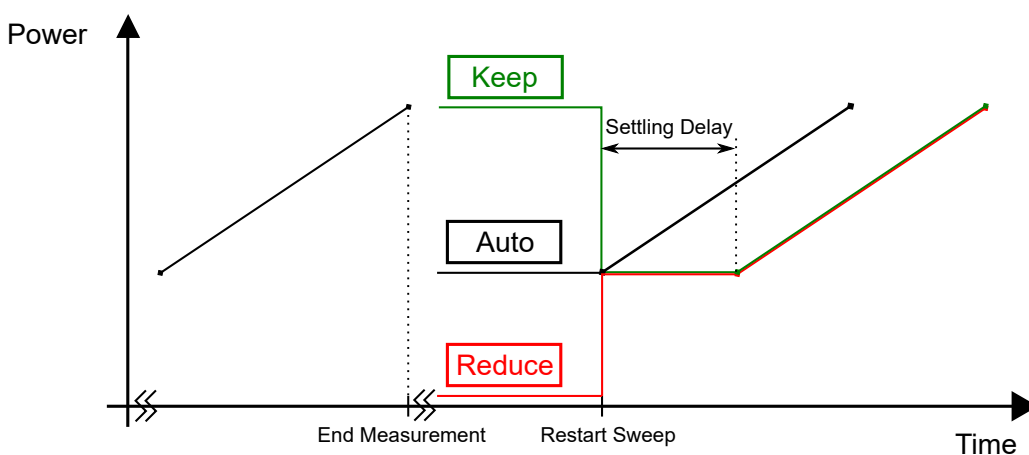 Power
Keep
Settling Delay
Auto
Reduce
End Measurement
Restart Sweep
Time